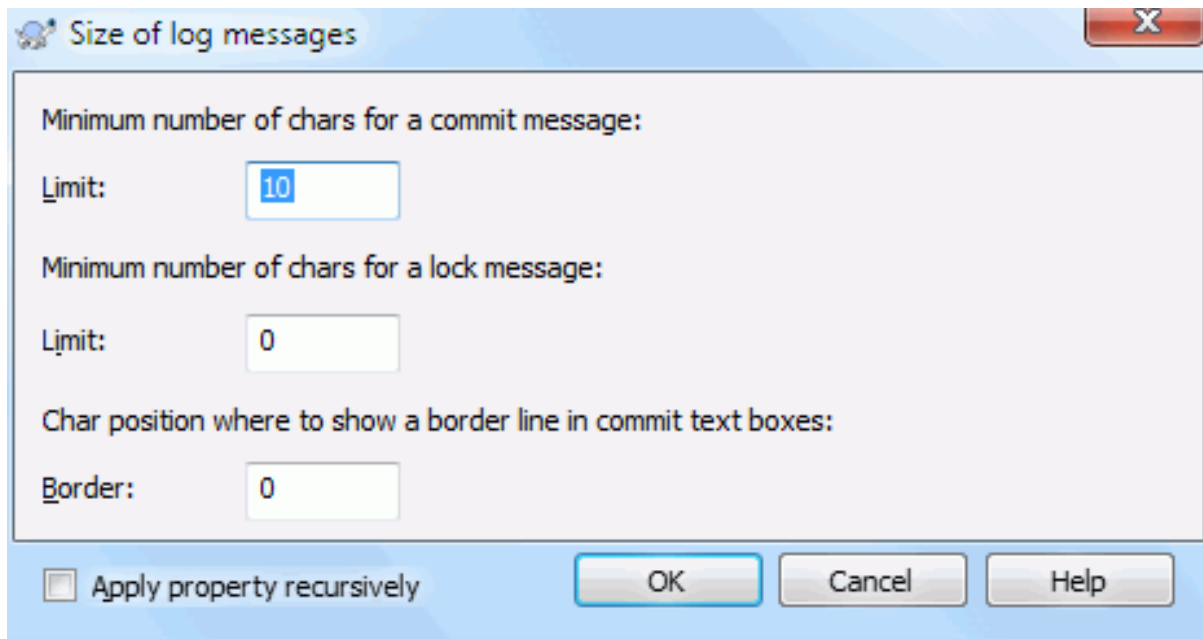 Size of log messages
X
Minimum number of chars for a commit message:
Limit: 10
Minimum number of chars for a lock message:
Limit: 0
Char position where to show a border line in commit text boxes:
Border: 0
Apply property recursively OK Cancel Help